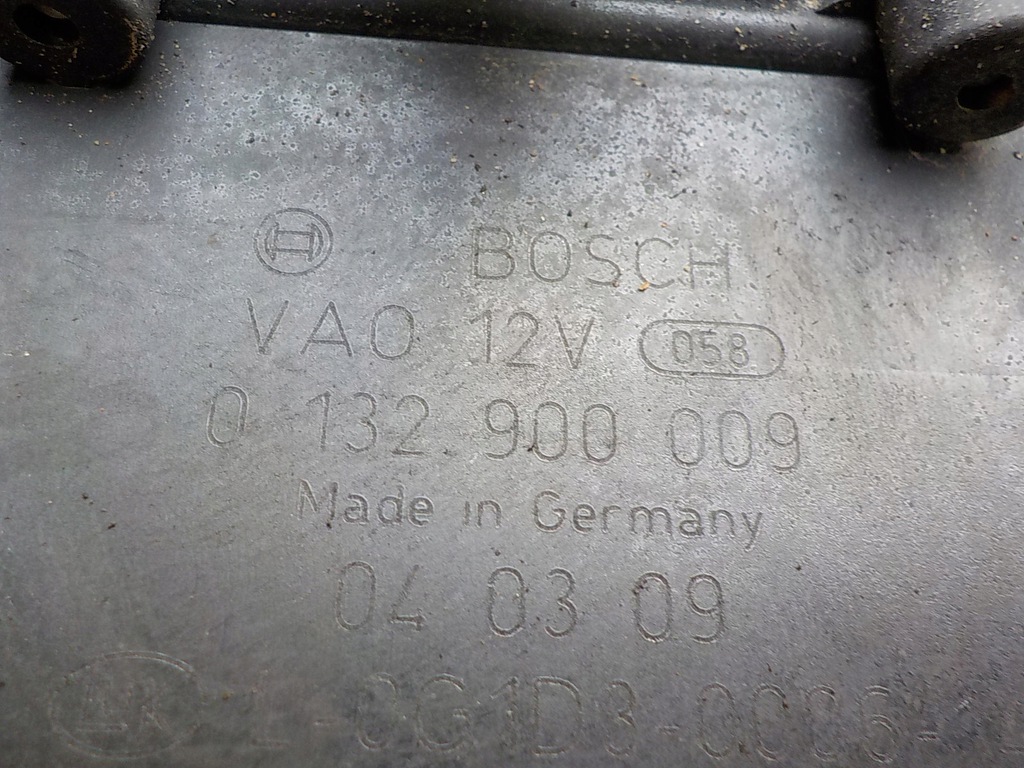 BOSCH
VAO 12V 058
0 132 900 009
Made in Germany
04 03 09